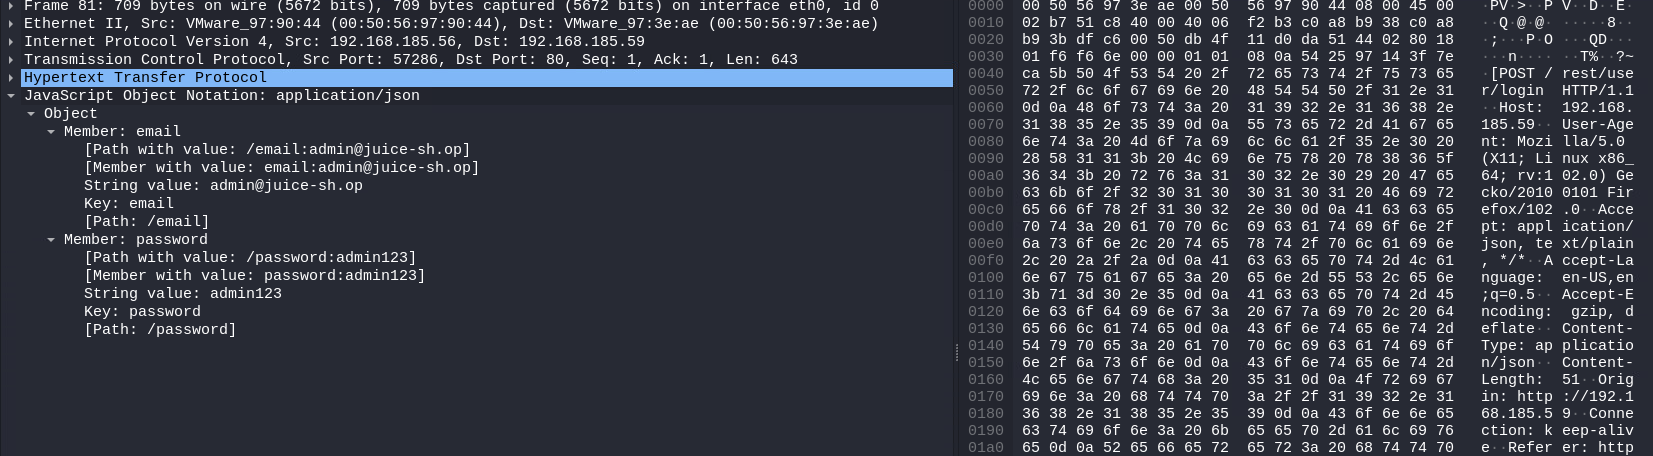 Frame 81: 709 bytes on wire (5672 bits), 709 bytes captured (5672 bits) on interface eth0, id 0
Ethernet II, Src: VMware_97:90:44 (00:50:56:97:90:44), Dst: VMware_97:3e:ae (00:50:56:97:3e:ae)
Internet Protocol Version 4, Src: 192.168.185.56, Dst: 192.168.185.59
Transmission Control Protocol, Src Port: 57286, Dst Port: 80, Seq: 1, Ack: 1, Len: 643
Hypertext Transfer Protocol
JavaScript Object Notation: application/json
Object
Member: email
[Path with value: /email:admin@juice-sh.op]
[Member with value: email:admin@juice-sh.op]
String value: admin@juice-sh.op
Key: email
[Path: /email]
Member: password
[Path with value: /password:admin123]
[Member with value: password:admin123]
String value: admin123
Key: password
[Path: /password]
0000 00 50 56 97 3e ae 00 50 56 97 90 44 08 00 45 00 ·PV·>··P V··D··E·
0010 02 b7 51 c8 40 00 40 06 f2 b3 c0 a8 b9 38 c0 a8 ··Q·@·@· ·····8··
0020 b9 3b df c6 00 50 db 4f 11 d0 da 51 44 02 80 18 ·;···P·O ···QD···
0030 01 f6 f6 6e 00 00 01 01 08 0a 54 25 97 14 3f 7e ···n···· ··T%··?~
0040 ca 5b 50 4f 53 54 20 2f 72 65 73 74 2f 75 73 65 ·[POST / rest/use
0050 72 2f 6c 6f 67 69 6e 20 48 54 54 50 2f 31 2e 31 r/login HTTP/1.1
0060 0d 0a 48 6f 73 74 3a 20 31 39 32 2e 31 36 38 2e ··Host: 192.168.
0070 31 38 35 2e 35 39 0d 0a 55 73 65 72 2d 41 67 65 185.59·· User-Age
0080 6e 74 3a 20 4d 6f 7a 69 6c 6c 61 2f 35 2e 30 20 nt: Mozi lla/5.0
0090 28 58 31 31 3b 20 4c 69 6e 75 78 20 78 38 36 5f (X11; Li nux x86_
00a0 36 34 3b 20 72 76 3a 31 30 32 2e 30 29 20 47 65 64; rv:1 02.0) Ge
00b0 63 6b 6f 2f 32 30 31 30 30 31 30 31 20 46 69 72 cko/2010 0101 Fir
00c0 65 66 6f 78 2f 31 30 32 2e 30 0d 0a 41 63 63 65 efox/102 .0··Acce
00d0 70 74 3a 20 61 70 70 6c 69 63 61 74 69 6f 6e 2f pt: appl ication/
00e0 6a 73 6f 6e 2c 20 74 65 78 74 2f 70 6c 61 69 6e json, te xt/plain
00f0 2c 20 2a 2f 2a 0d 0a 41 63 63 65 70 74 2d 4c 61 , */*··A ccept-La
0100 6e 67 75 61 67 65 3a 20 65 6e 2d 55 53 2c 65 6e nguage: en-US,en
0110 3b 71 3d 30 2e 35 0d 0a 41 63 63 65 70 74 2d 45 ;q=0.5·· Accept-E
0120 6e 63 6f 64 69 6e 67 3a 20 67 7a 69 70 2c 20 64 ncoding: gzip, d
0130 65 66 6c 61 74 65 0d 0a 43 6f 6e 74 65 6e 74 2d eflate·· Content-
0140 54 79 70 65 3a 20 61 70 70 6c 69 63 61 74 69 6f Type: ap plicatio
0150 6e 2f 6a 73 6f 6e 0d 0a 43 6f 6e 74 65 6e 74 2d n/json·· Content-
0160 4c 65 6e 67 74 68 3a 20 35 31 0d 0a 4f 72 69 67 Length: 51··Orig
0170 69 6e 3a 20 68 74 74 70 3a 2f 2f 31 39 32 2e 31 in: http ://192.1
0180 36 38 2e 31 38 35 2e 35 39 0d 0a 43 6f 6e 6e 65 68.185.5 9··Conne
0190 63 74 69 6f 6e 3a 20 6b 65 65 70 2d 61 6c 69 76 ction: k eep-aliv
01a0 65 0d 0a 52 65 66 65 72 65 72 3a 20 68 74 74 70 e··Refer er: http